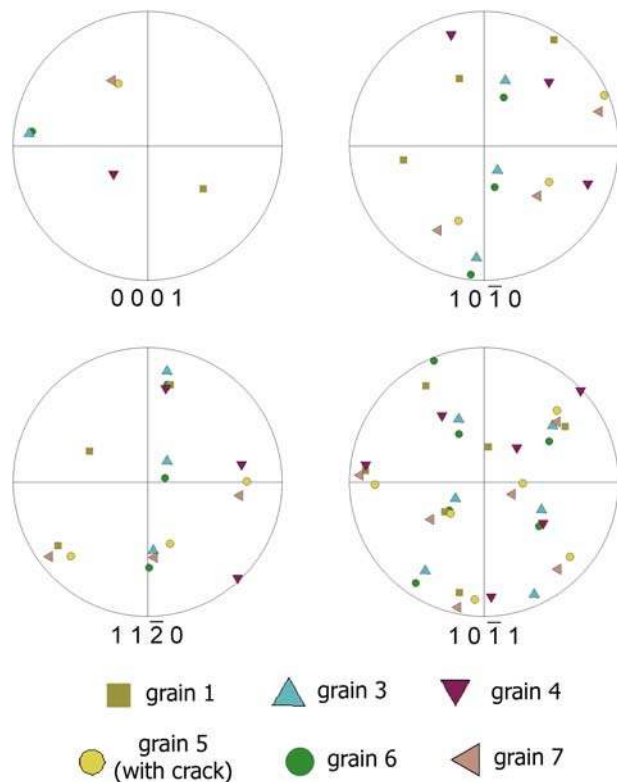 0 0 0 1
1 0 1̅ 0
1 1 2̅ 0
1 0 1̅ 1
grain 1
grain 3
grain 4
grain 5
(with crack)
grain 6
grain 7